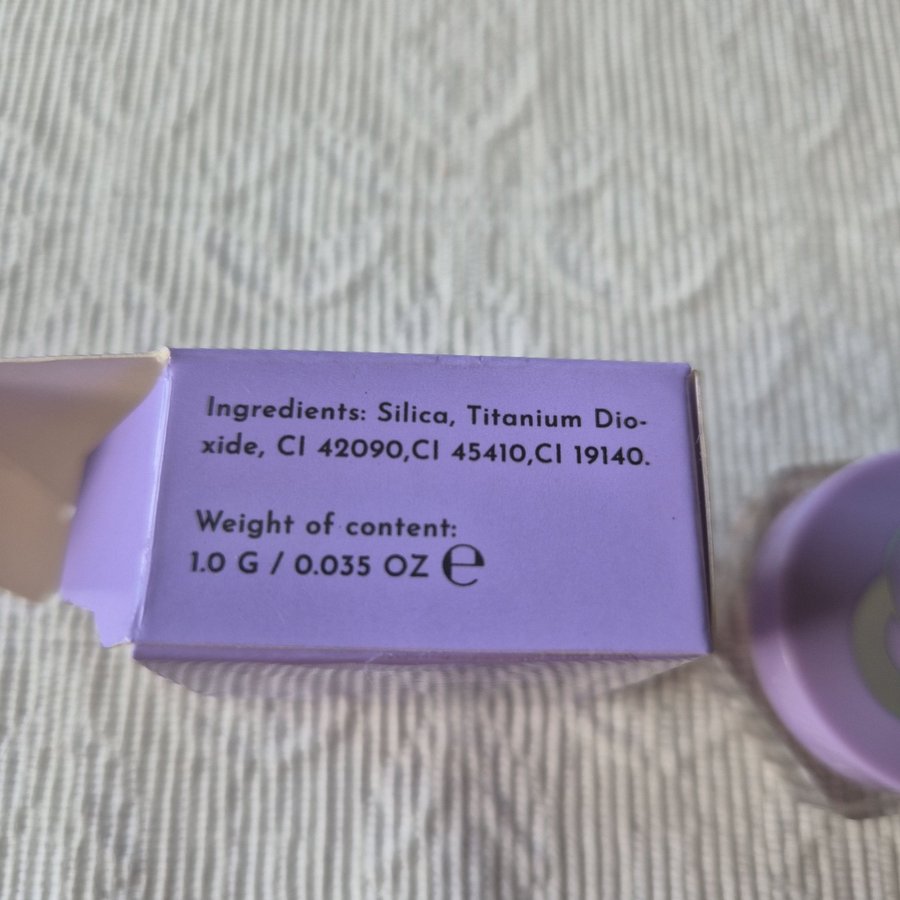 Ingredients: Silica, Titanium Dio-
xide, CI 42090,CI 45410,CI 19140.
Weight of content:
1.0 G / 0.035 OZ ℮